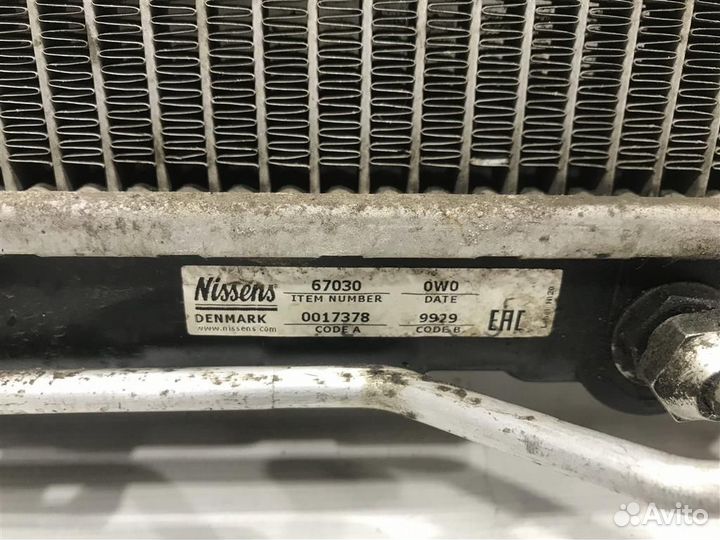 Nissens 67030 0W0
ITEM NUMBER DATE
DENMARK 0017378 9929
www.nissens.com CODE A CODE B
EAC
Avito